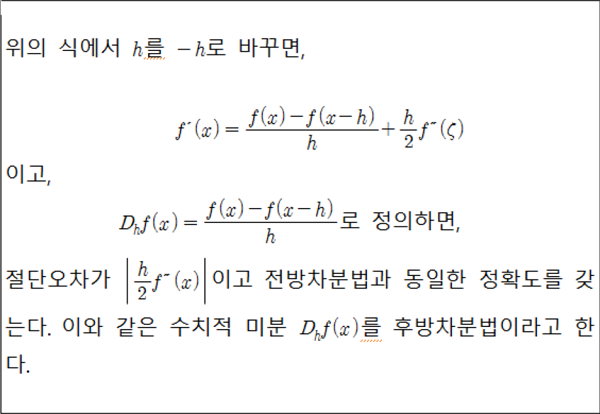 위의 식에서 h를 －h로 바꾸면,
f´(x) = \frac{f(x)－f(x－h)}{h} + \frac{h}{2} f˝(ζ)
이고,
D_h f(x) = \frac{f(x)－f(x－h)}{h} 로 정의하면,
절단오차가 |\frac{h}{2} f˝(x)| 이고 전방차분법과 동일한 정확도를 갖
는다. 이와 같은 수치적 미분 D_h f(x)를 후방차분법이라고 한
다.